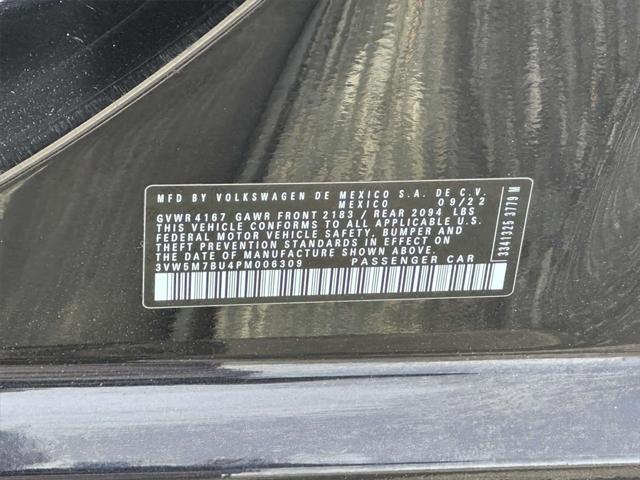 MFD BY VOLKSWAGEN DE MEXICO S.A. DE C.V.
MEXICO 09/22
GVWR 4167 GAWR FRONT 2183 / REAR 2094 LBS
THIS VEHICLE CONFORMS TO ALL APPLICABLE U.S.
FEDERAL MOTOR VEHICLE SAFETY, BUMPER AND
THEFT PREVENTION STANDARDS IN EFFECT ON THE
DATE OF MANUFACTURE SHOWN ABOVE.
3VW5M7BU4PM006309 PASSENGER CAR
3241326 3779 M